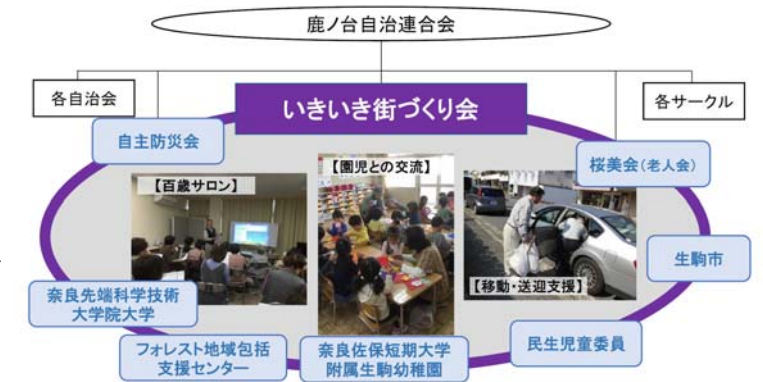 鹿ノ台自治連合会
各自治会
いきいき街づくり会
各サークル
自主防災会
桜美会(老人会)
【百歳サロン】
【園児との交流】
【移動・送迎支援】
生駒市
奈良先端科学技術
大学院大学
フォレスト地域包括
支援センター
奈良佐保短期大学
附属生駒幼稚園
民生児童委員